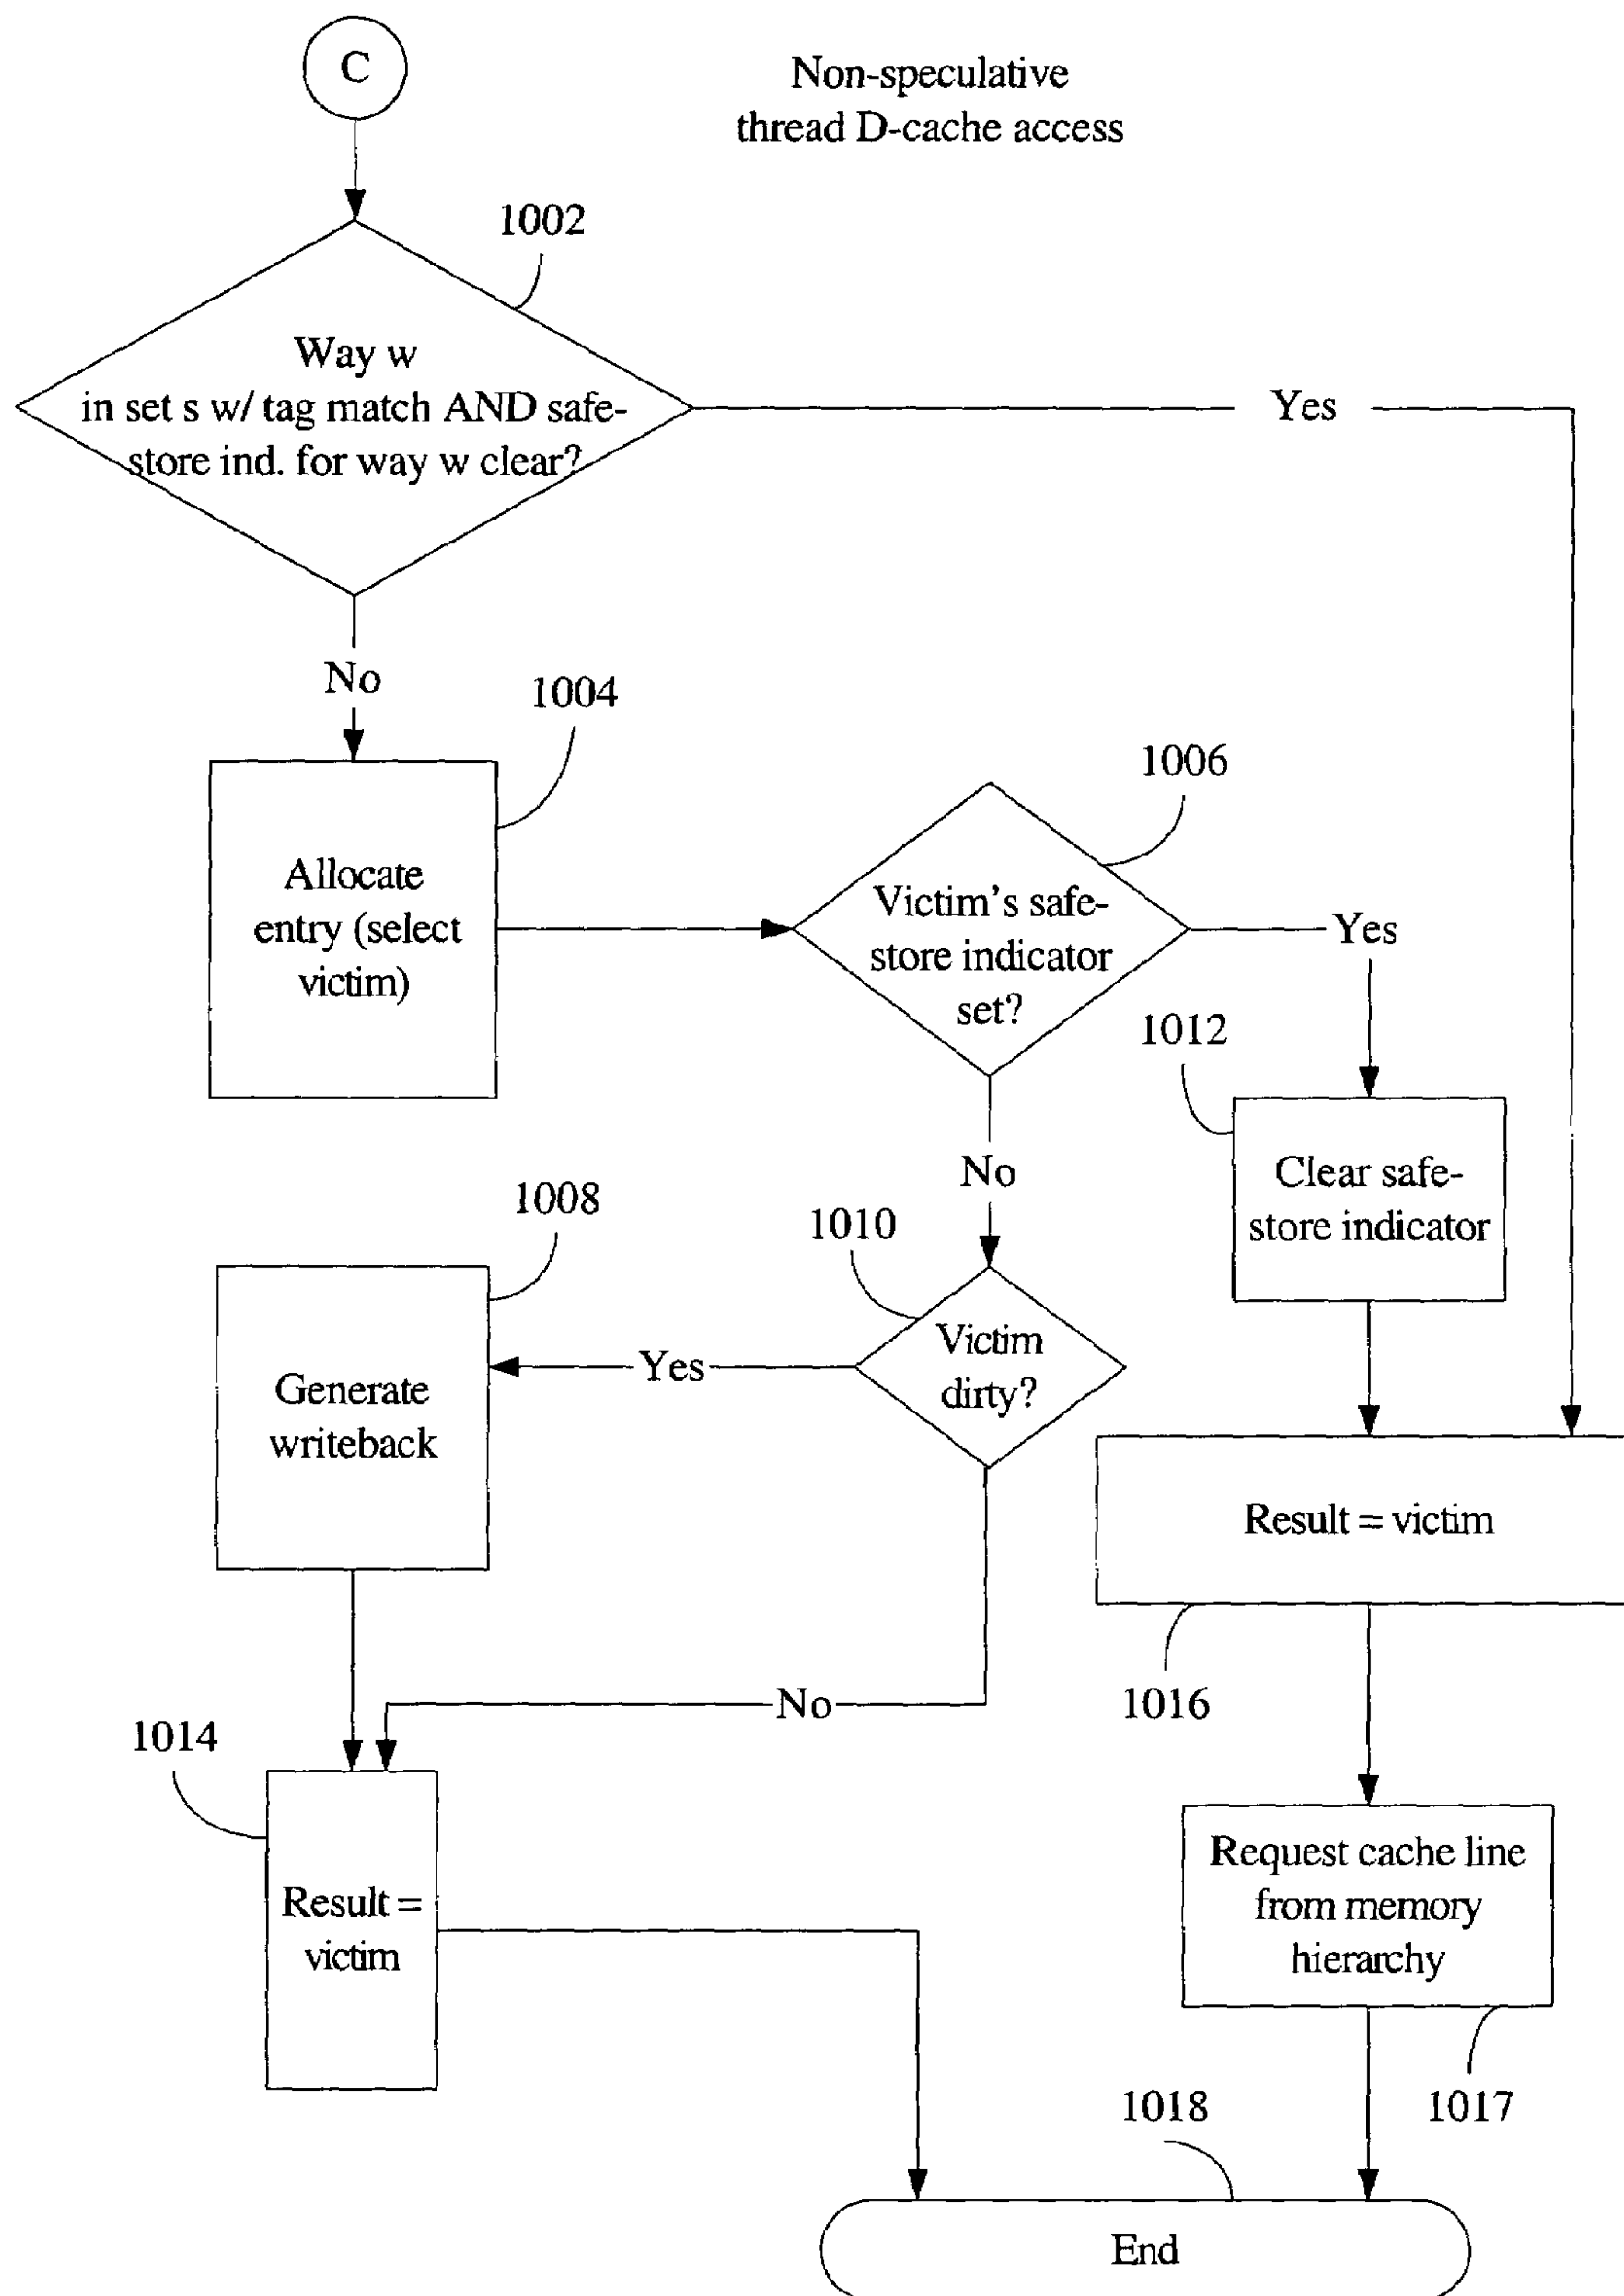 C
Non-speculative
thread D-cache access
1002
Way w
in set s w/ tag match AND safe-
store ind. for way w clear?
Yes
No
1004
Allocate
entry (select
victim)
1006
Victim's safe-
store indicator
set?
Yes
1012
Clear safe-
store indicator
No
1008
1010
Victim
dirty?
Yes
Generate
writeback
Result = victim
No
1016
1014
Result =
victim
Request cache line
from memory
hierarchy
1018
1017
End